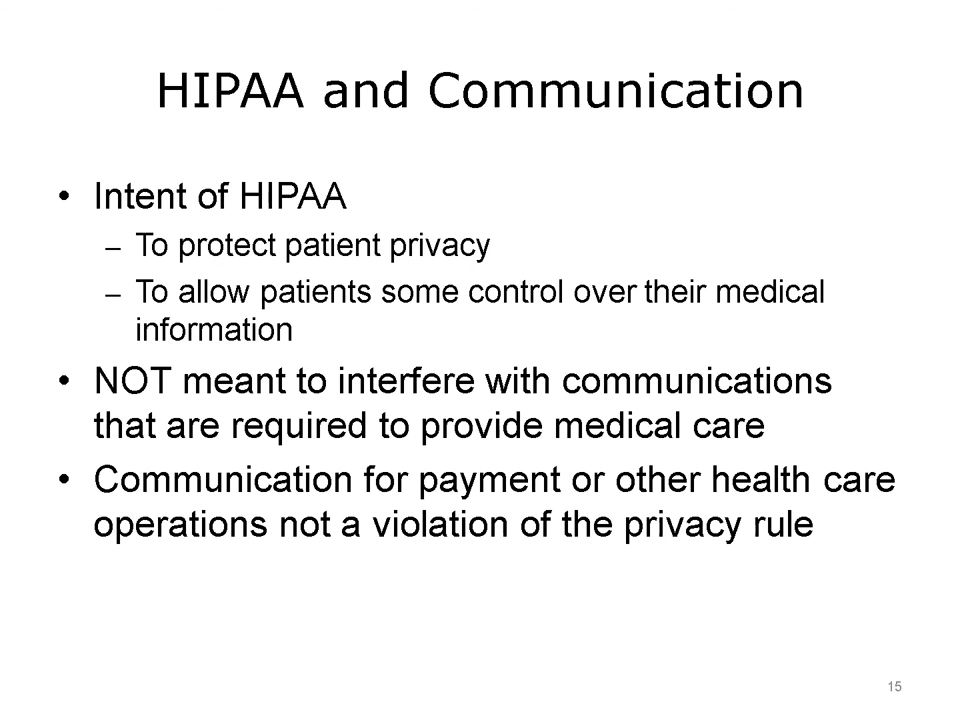 HIPAA and Communication
• Intent of HIPAA
– To protect patient privacy
– To allow patients some control over their medical
information
• NOT meant to interfere with communications
that are required to provide medical care
• Communication for payment or other health care
operations not a violation of the privacy rule
15